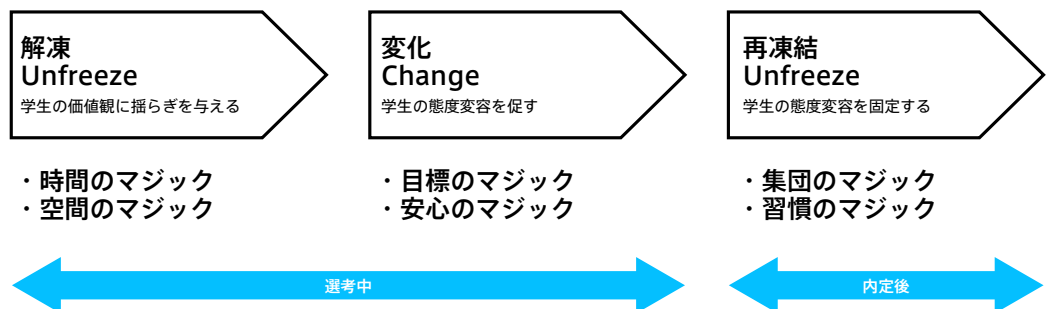 解凍
Unfreeze
学生の価値観に揺らぎを与える
変化
Change
学生の態度変容を促す
再凍結
Unfreeze
学生の態度変容を固定する
・時間のマジック
・空間のマジック
・目標のマジック
・安心のマジック
・集団のマジック
・習慣のマジック
選考中
内定後